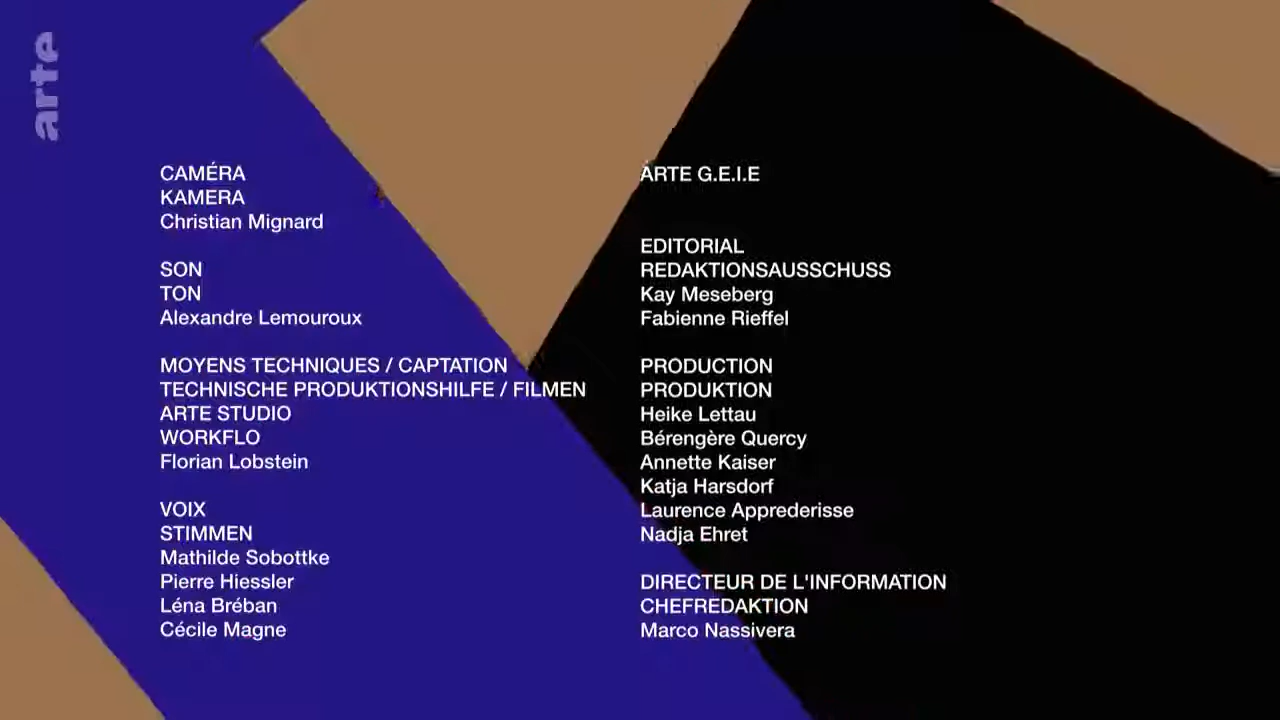 arte
CAMÉRA
KAMERA
Christian Mignard
SON
TON
Alexandre Lemouroux
MOYENS TECHNIQUES / CAPTATION
TECHNISCHE PRODUKTIONSHILFE / FILMEN
ARTE STUDIO
WORKFLO
Florian Lobstein
VOIX
STIMMEN
Mathilde Sobottke
Pierre Hiessler
Léna Bréban
Cécile Magne
ARTE G.E.I.E
EDITORIAL
REDAKTIONSAUSSCHUSS
Kay Meseberg
Fabienne Rieffel
PRODUCTION
PRODUKTION
Heike Lettau
Bérengère Quercy
Annette Kaiser
Katja Harsdorf
Laurence Apprederisse
Nadja Ehret
DIRECTEUR DE L'INFORMATION
CHEFREDAKTION
Marco Nassivera